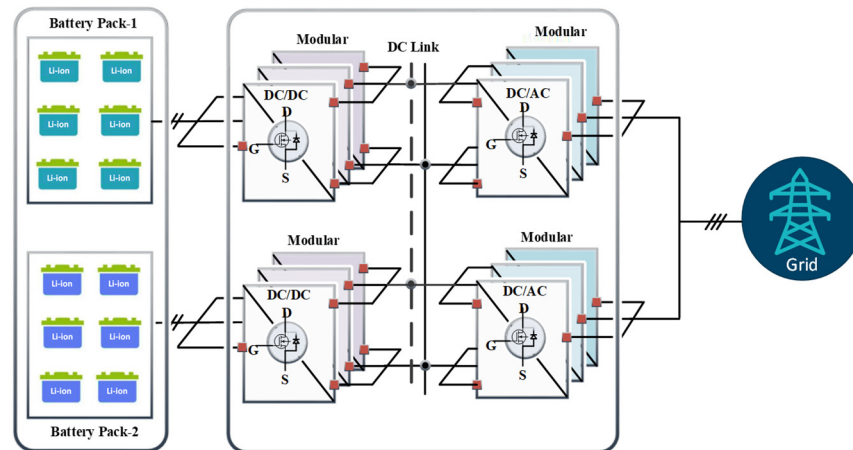 Battery Pack-1
Li-ion
Li-ion
Li-ion
Li-ion
Li-ion
Li-ion
Modular
DC/DC
D
G
S
DC Link
Modular
DC/AC
D
G
S
Grid
Li-ion
Li-ion
Li-ion
Li-ion
Li-ion
Li-ion
Battery Pack-2
Modular
DC/DC
D
G
S
Modular
DC/AC
D
G
S